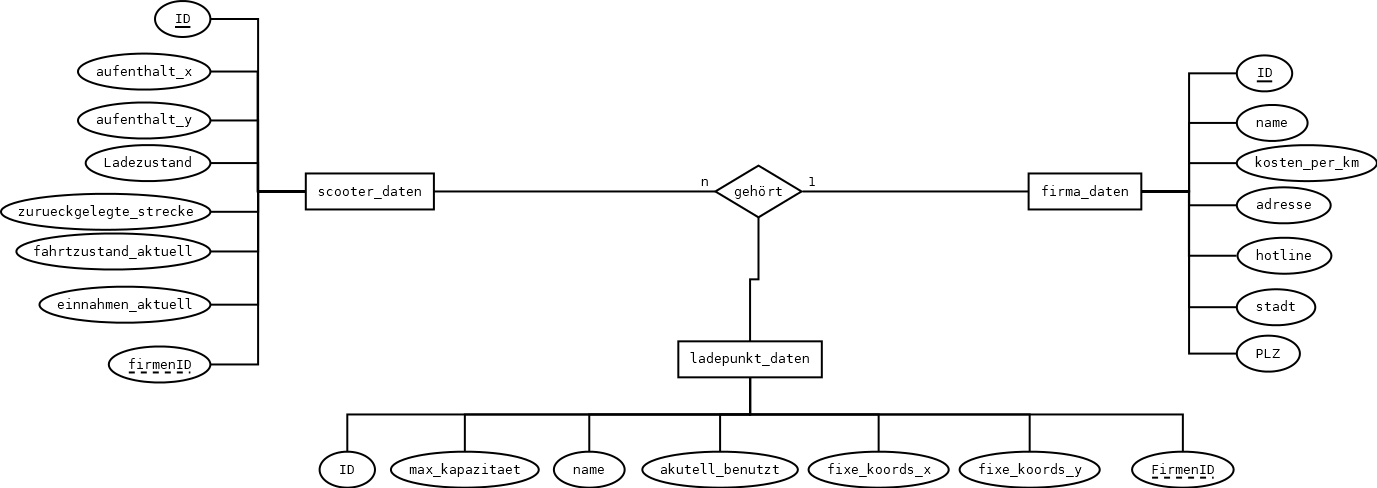 ID
aufenthalt_x
aufenthalt_y
Ladezustand
zurueckgelegte_strecke
fahrtzustand_aktuell
einnahmen_aktuell
firmenID
scooter_daten
n
gehört
1
firma_daten
ID
name
kosten_per_km
adresse
hotline
stadt
PLZ
ladepunkt_daten
ID
max_kapazitaet
name
akutell_benutzt
fixe_koords_x
fixe_koords_y
FirmenID